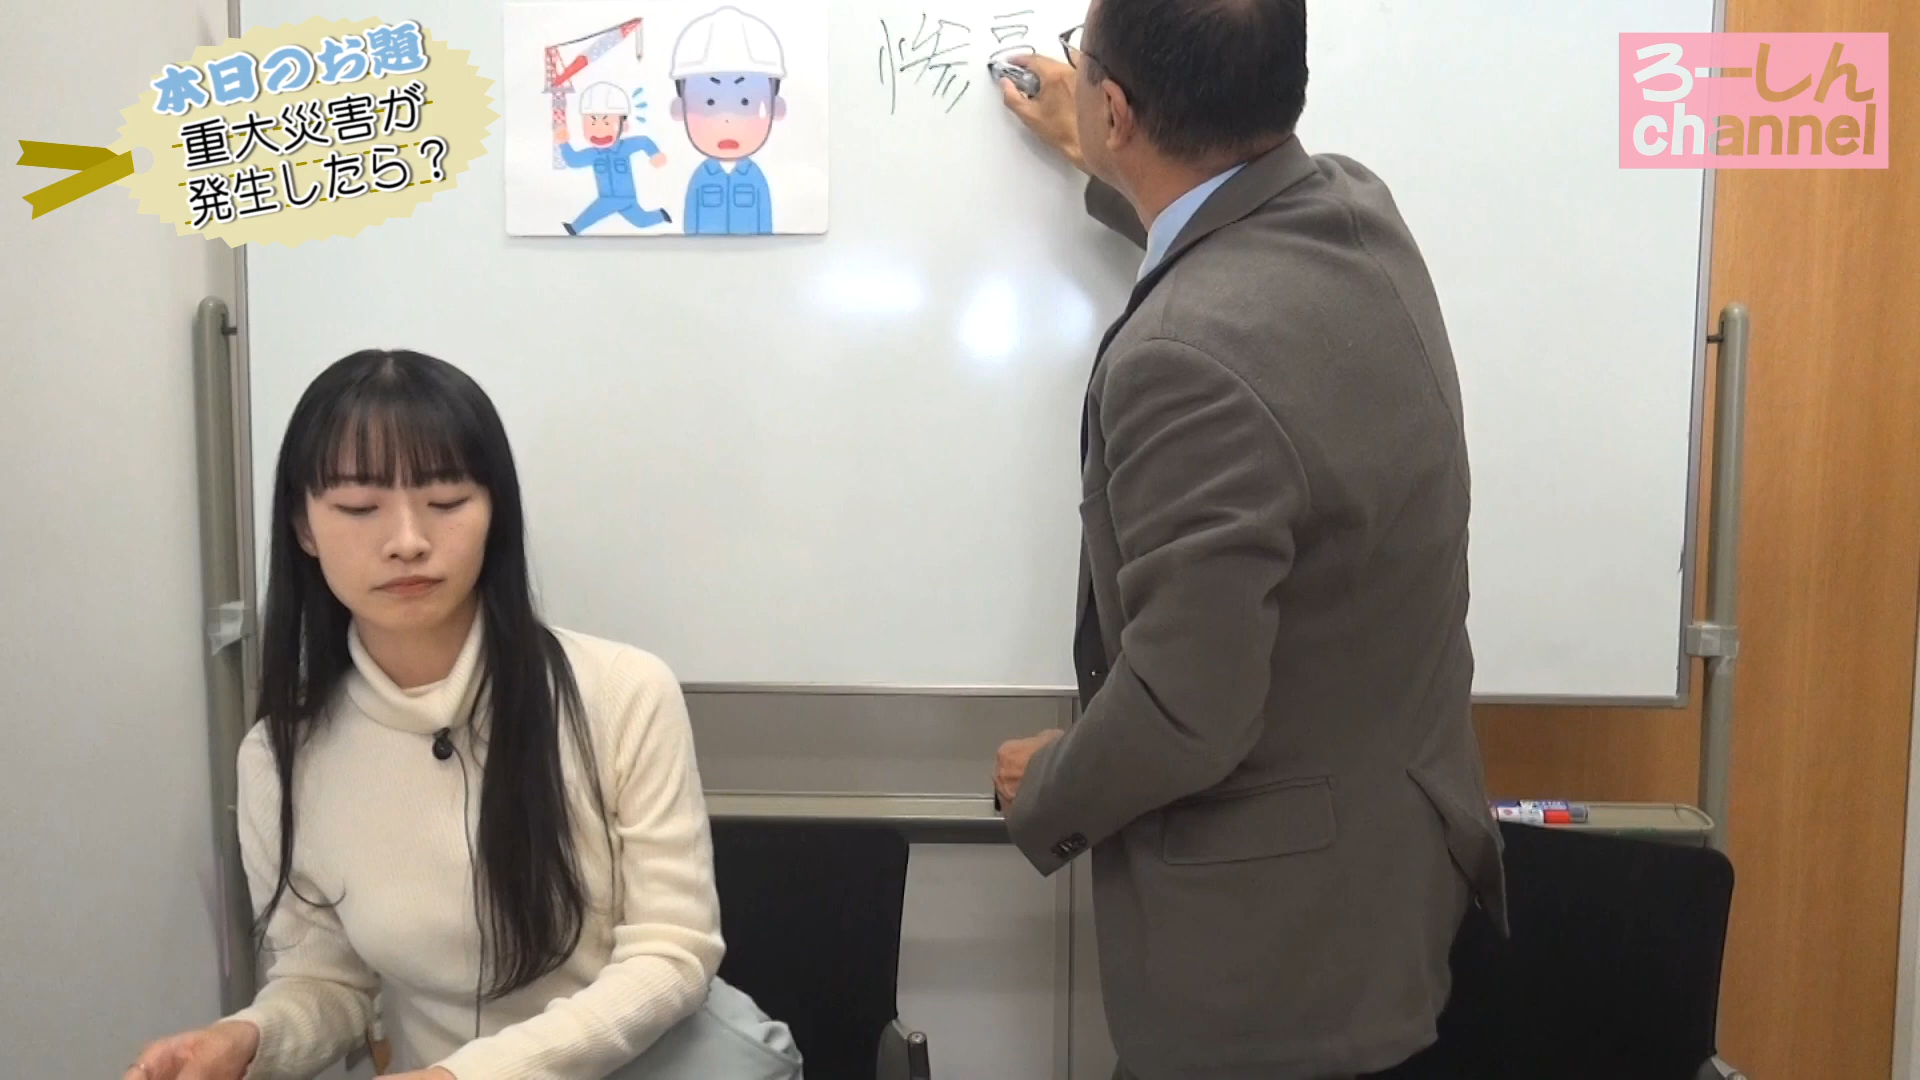 本日のお題
重大災害が
発生したら？
惨
ろーしん
channel